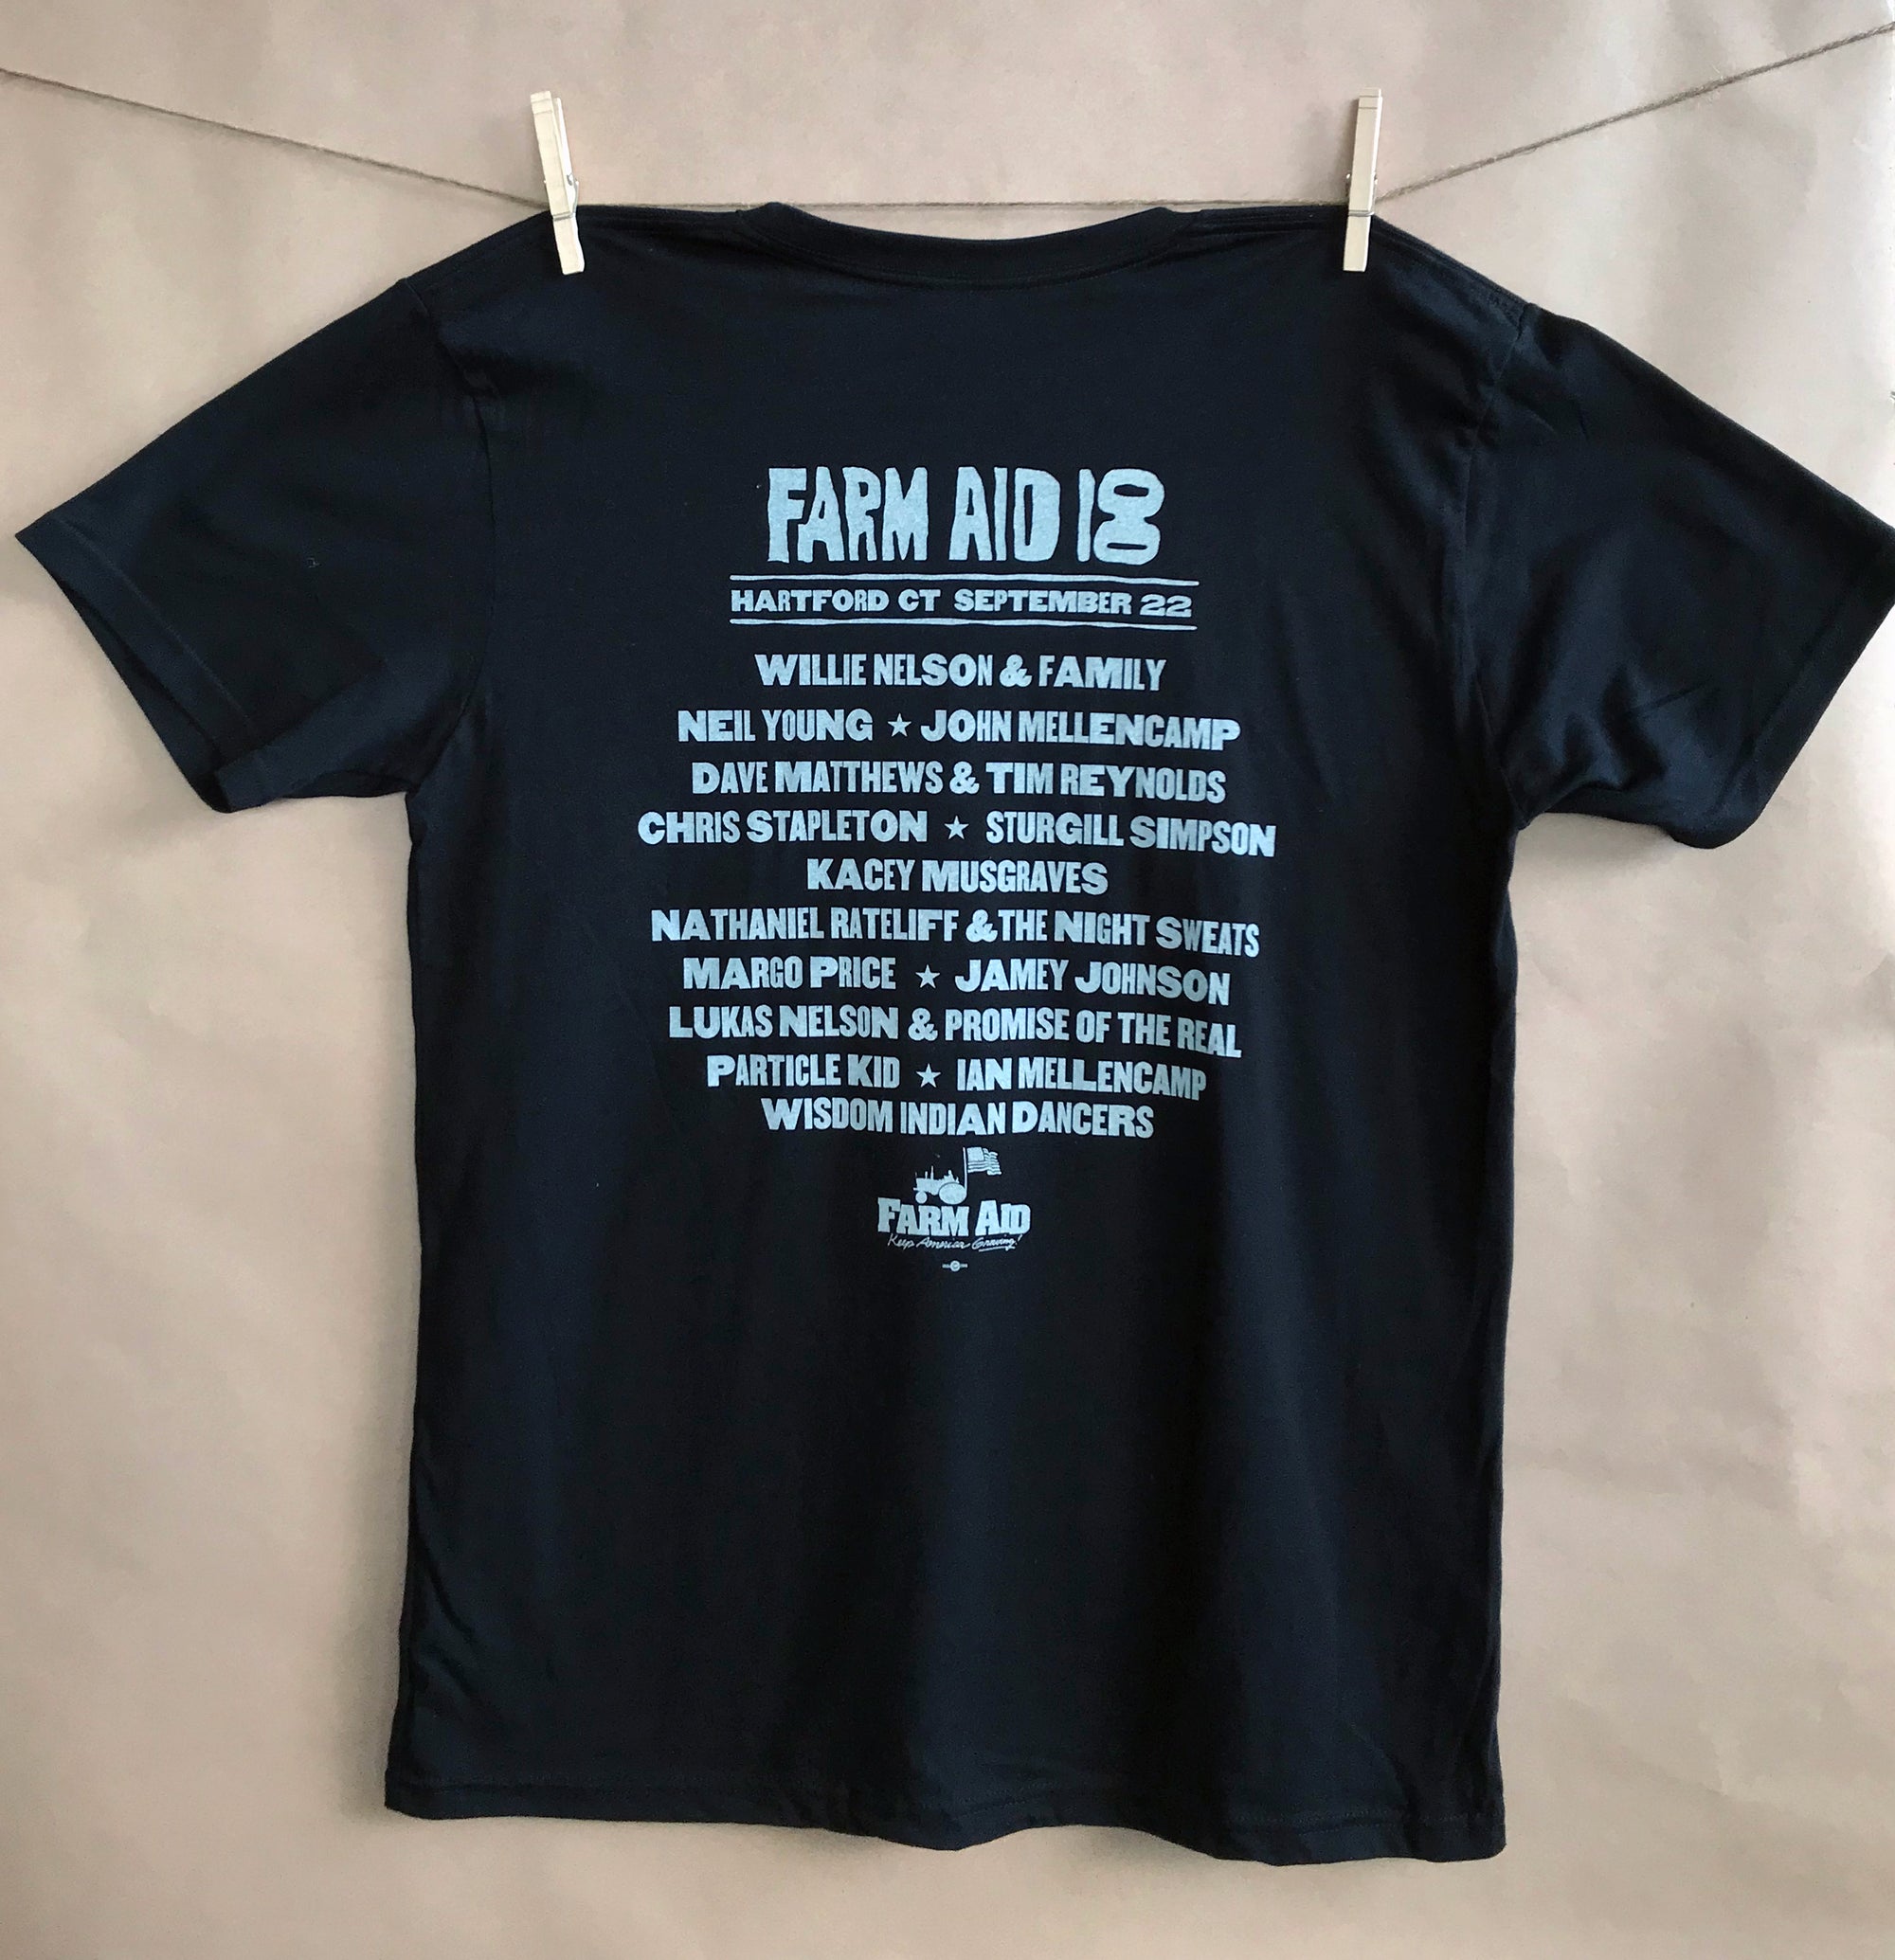 FARM AID 18
HARTFORD CT SEPTEMBER 22
WILLIE NELSON & FAMILY
NEIL YOUNG ★ JOHN MELLENCAMP
DAVE MATTHEWS & TIM REYNOLDS
CHRIS STAPLETON ★ STURGILL SIMPSON
KACEY MUSGRAVES
NATHANIEL RATELIFF & THE NIGHT SWEATS
MARGO PRICE ★ JAMEY JOHNSON
LUKAS NELSON & PROMISE OF THE REAL
PARTICLE KID ★ IAN MELLENCAMP
WISDOM INDIAN DANCERS
FARM AID
Keep America Growing!